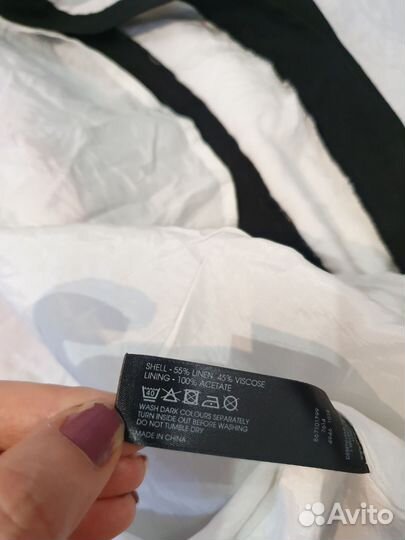 SHELL - 55% LINEN 45% VISCOSE
LINING - 100% ACETATE
40
WASH DARK COLOURS SEPARATELY
TURN INSIDE OUT BEFORE WASHING
DO NOT TUMBLE DRY
MADE IN CHINA
Avito